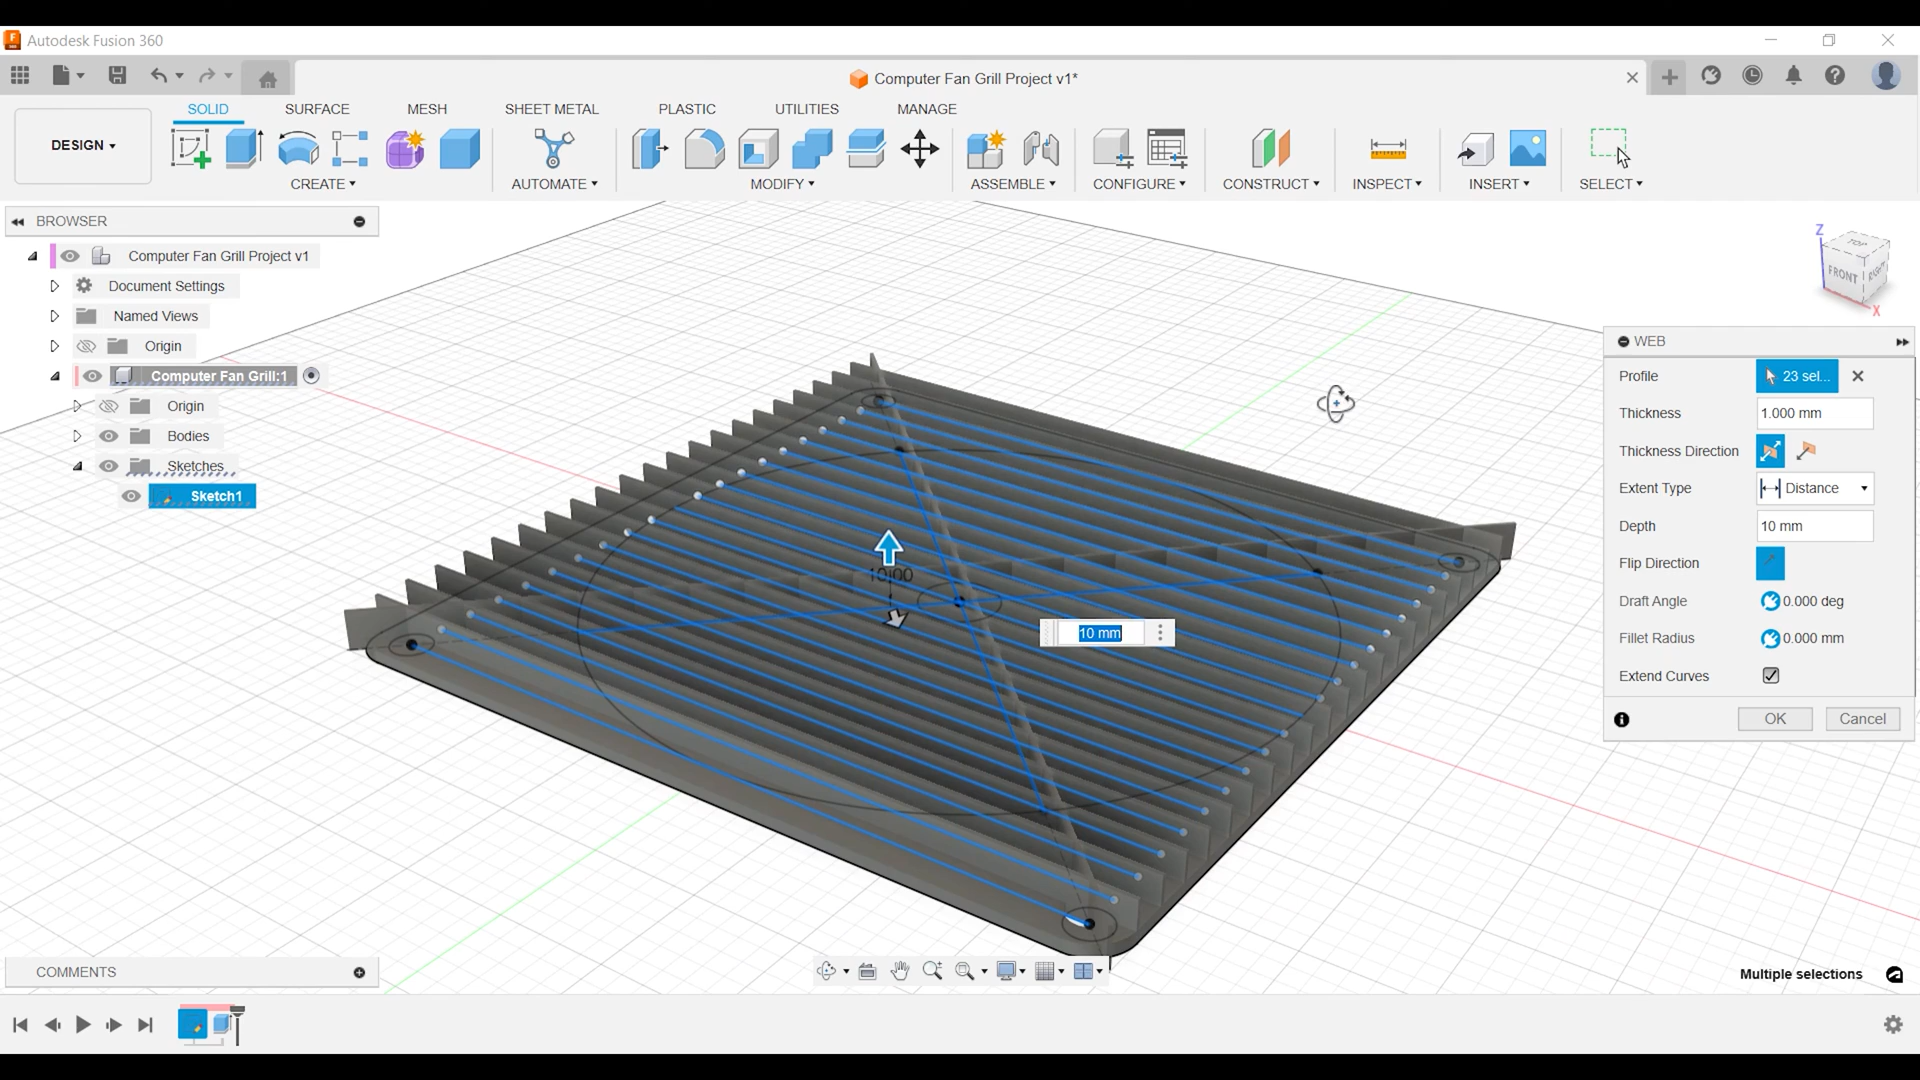 Autodesk Fusion 360
Computer Fan Grill Project v1*
SOLID SURFACE MESH SHEET METAL PLASTIC UTILITIES MANAGE
DESIGN
CREATE AUTOMATE MODIFY ASSEMBLE CONFIGURE CONSTRUCT INSPECT INSERT SELECT
BROWSER
Computer Fan Grill Project v1
Document Settings
Named Views
Origin
Computer Fan Grill:1
Origin
Bodies
Sketches
Sketch1
Z
TOP
FRONT
RIGHT
X
WEB
Profile 23 sel...
Thickness 1.000 mm
Thickness Direction
Extent Type Distance
Depth 10 mm
Flip Direction
Draft Angle 0.000 deg
Fillet Radius 0.000 mm
Extend Curves
OK Cancel
10.00
10 mm
COMMENTS
Multiple selections